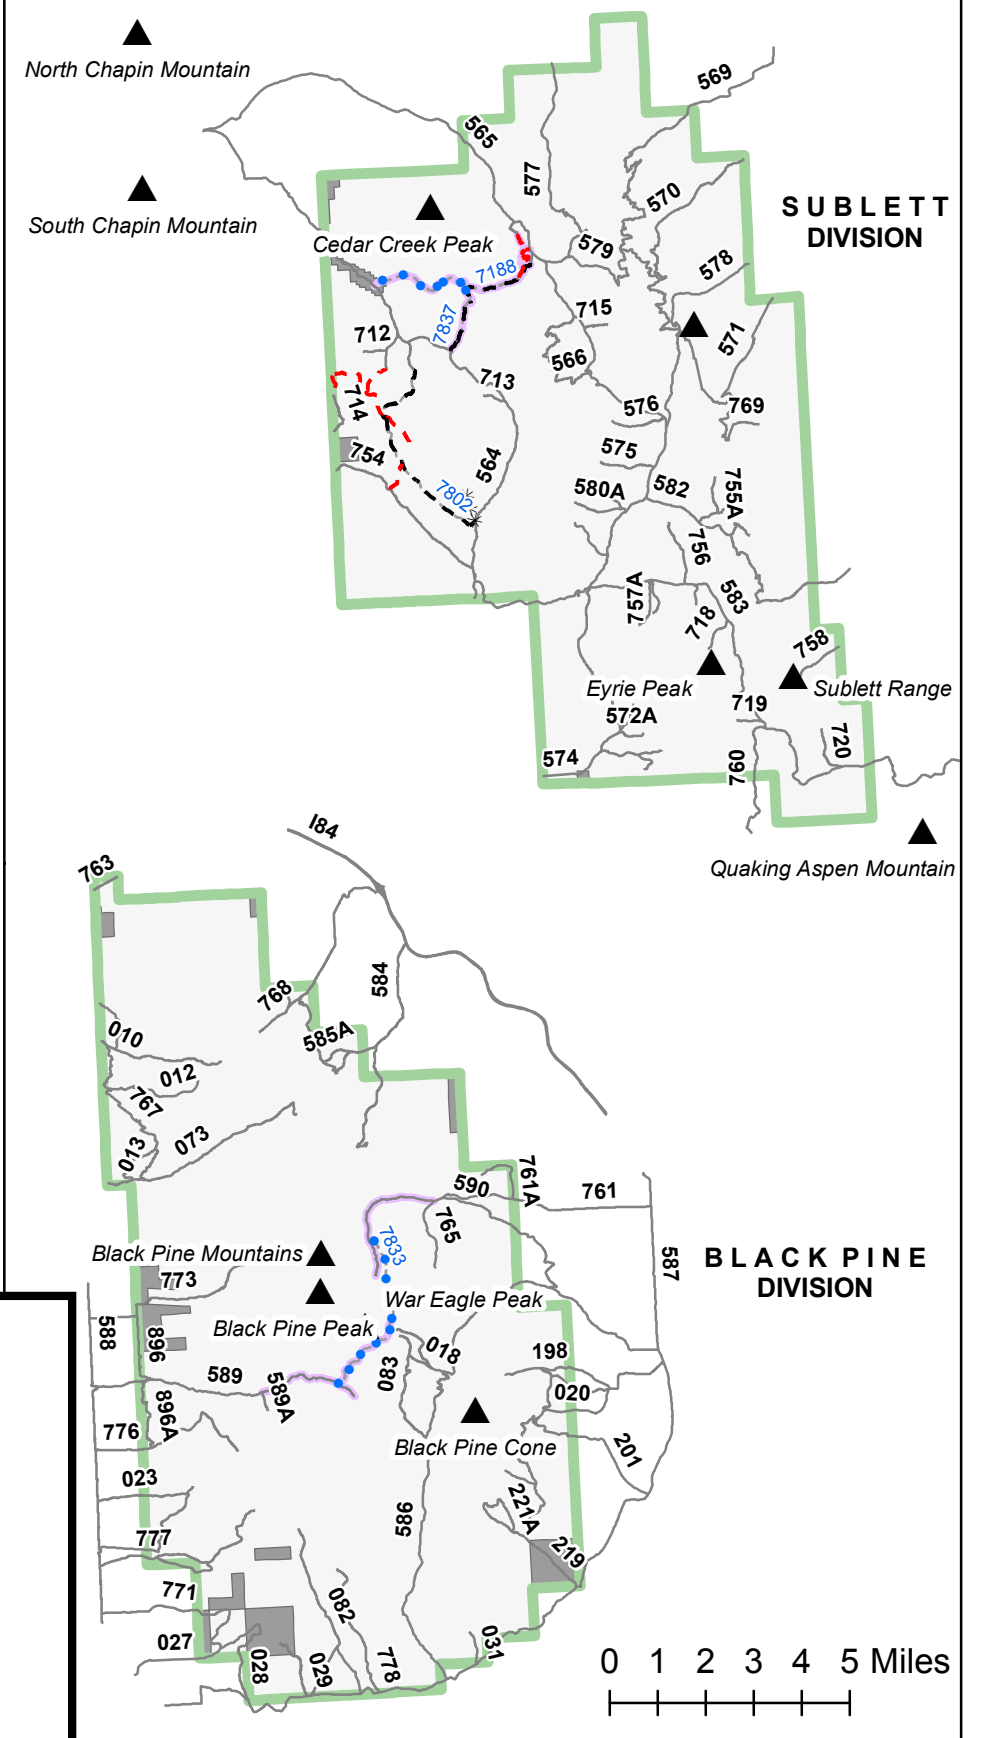 North Chapin Mountain
569
565
577
570
South Chapin Mountain
SUBLETT
DIVISION
Cedar Creek Peak
579
578
7188
715
7837
712
571
566
713
714
576
769
575
754
564
582
580A
755A
7802
756
757A
583
718
758
Eyrie Peak
Sublett Range
719
572A
720
574
760
I84
Quaking Aspen Mountain
763
584
768
010
585A
012
767
073
013
761A
590
761
765
7833
Black Pine Mountains
587
BLACK PINE
DIVISION
773
War Eagle Peak
588
896
Black Pine Peak
018
198
589
083
589A
020
896A
776
Black Pine Cone
201
023
221A
586
777
219
771
082
027
031
028
029
778
0 1 2 3 4 5 Miles